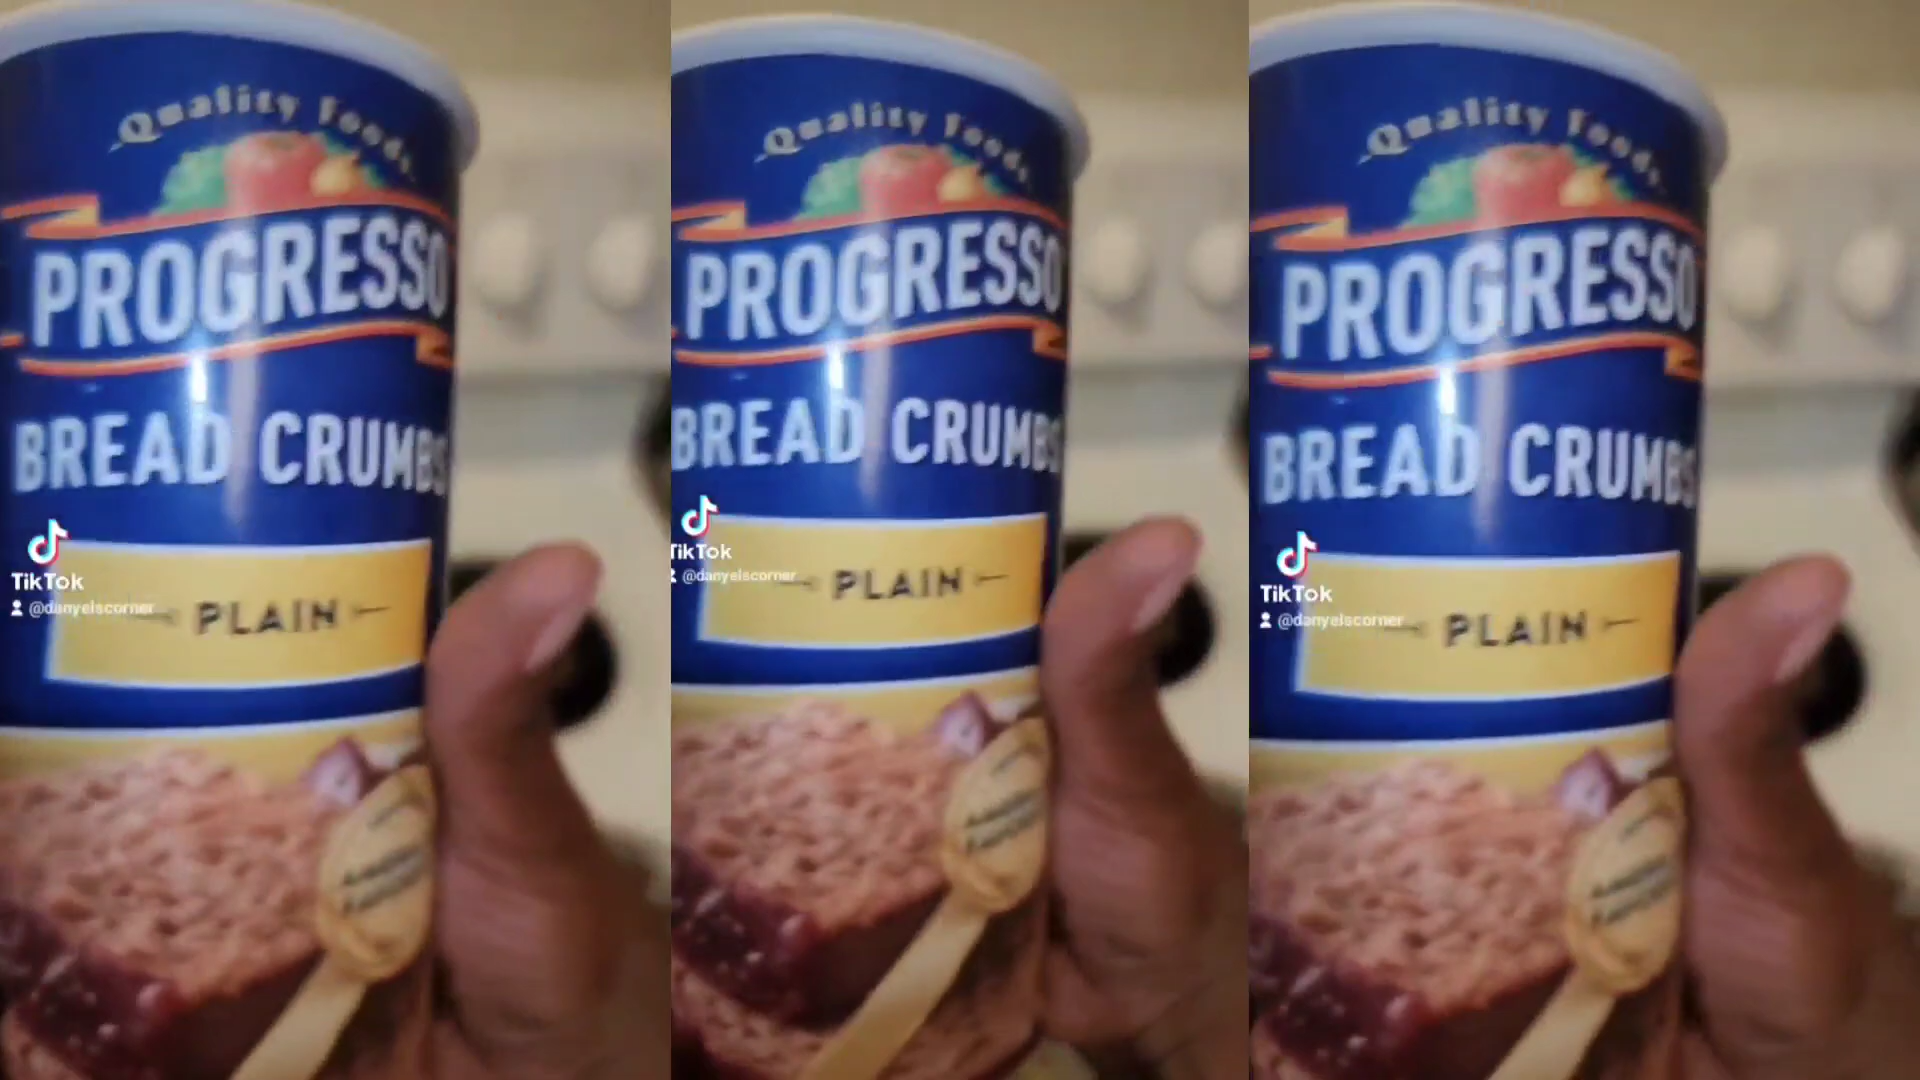 Quality Foods
PROGRESSO
BREAD CRUMBS
TikTok
@danyelscorner
PLAIN
Quality Foods
PROGRESSO
BREAD CRUMBS
TikTok
@danyelscorner
PLAIN
Quality Foods
PROGRESSO
BREAD CRUMBS
TikTok
@danyelscorner
PLAIN